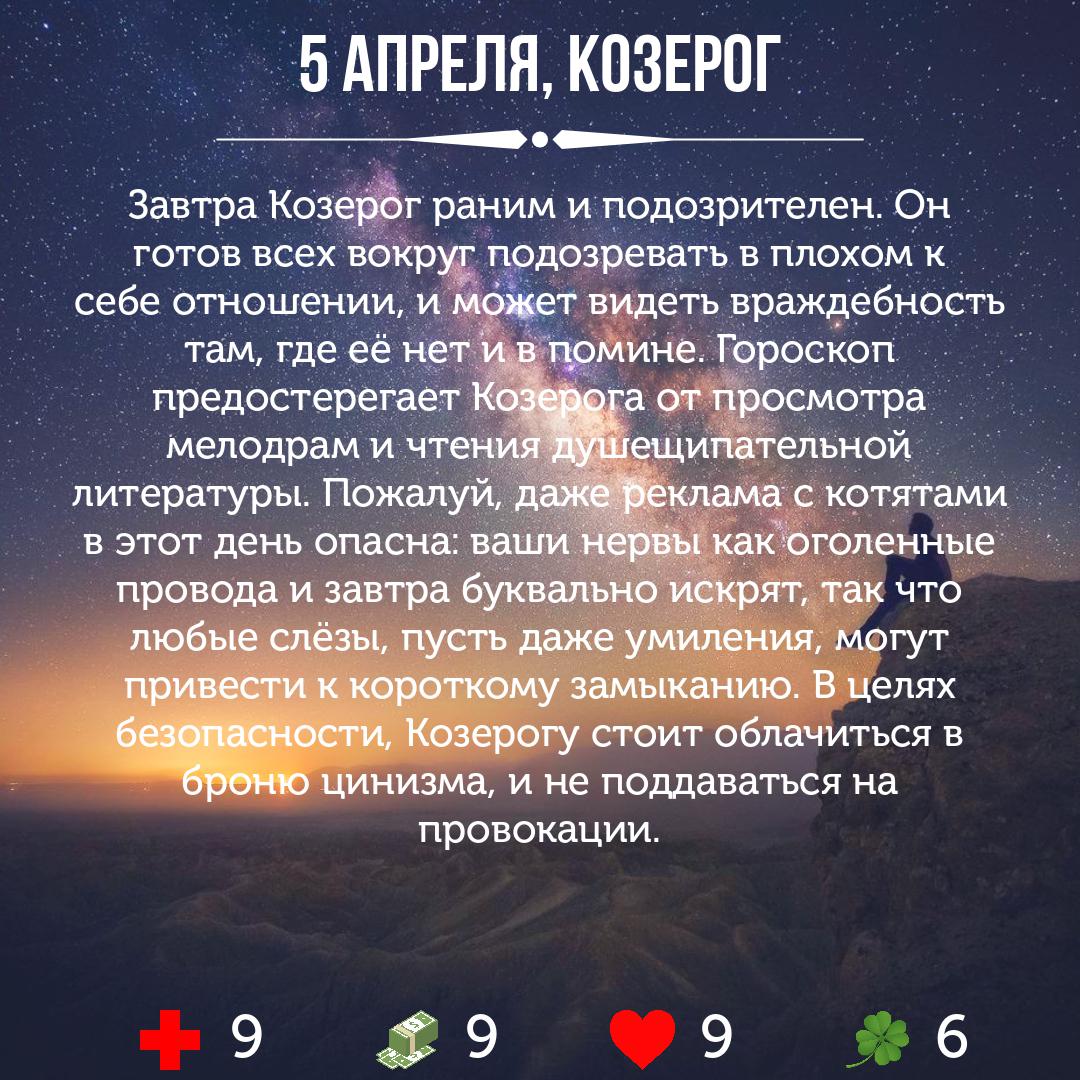 5 АПРЕЛЯ, КОЗЕРОГ
Завтра Козерог раним и подозрителен. Он
готов всех вокруг подозревать в плохом к
себе отношении, и может видеть враждебность
там, где её нет и в помине. Гороскоп
предостерегает Козерога от просмотра
мелодрам и чтения душещипательной
литературы. Пожалуй, даже реклама с котятами
в этот день опасна: ваши нервы как оголенные
провода и завтра буквально искрят, так что
любые слёзы, пусть даже умиления, могут
привести к короткому замыканию. В целях
безопасности, Козерогу стоит облачиться в
броню цинизма, и не поддаваться на
провокации.
9 9 9 6